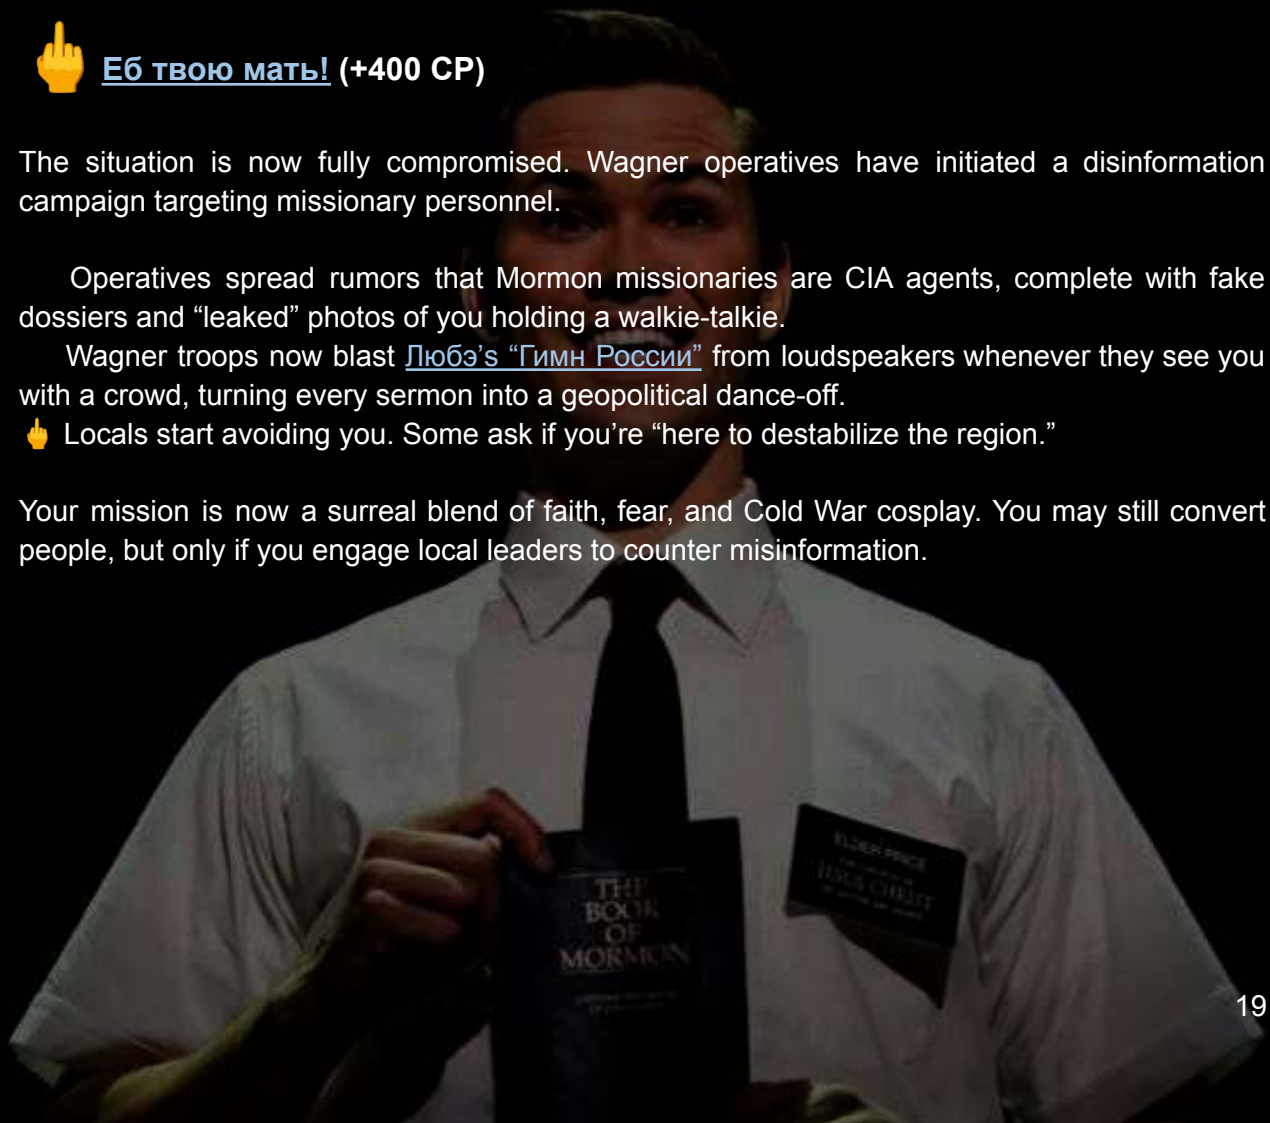 🖕 Еб твою мать! (+400 CP)
The situation is now fully compromised. Wagner operatives have initiated a disinformation
campaign targeting missionary personnel.
Operatives spread rumors that Mormon missionaries are CIA agents, complete with fake
dossiers and “leaked” photos of you holding a walkie-talkie.
Wagner troops now blast Любэ’s “Гимн России” from loudspeakers whenever they see you
with a crowd, turning every sermon into a geopolitical dance-off.
🖕 Locals start avoiding you. Some ask if you’re “here to destabilize the region.”
Your mission is now a surreal blend of faith, fear, and Cold War cosplay. You may still convert
people, but only if you engage local leaders to counter misinformation.
ELDER PRICE
JESUS CHRIST
THE
BOOK
OF
MORMON
19